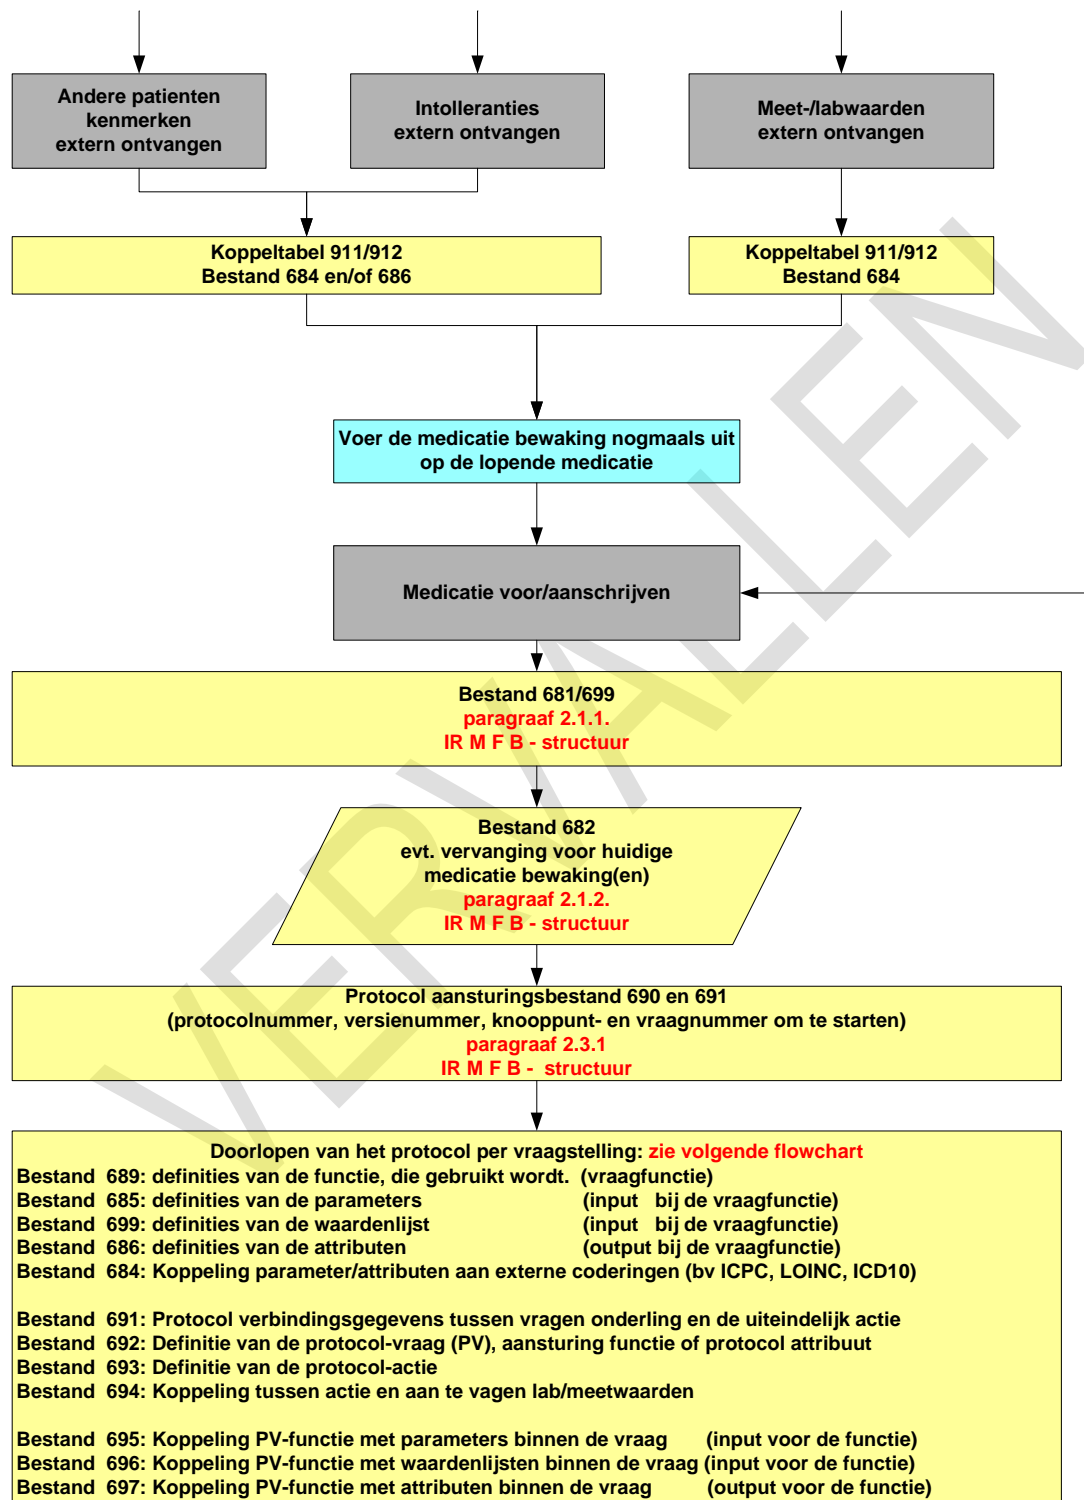 Andere patienten
kenmerken
extern ontvangen
Intolleranties
extern ontvangen
Meet-/labwaarden
extern ontvangen
Koppeltabel 911/912
Bestand 684 en/of 686
Koppeltabel 911/912
Bestand 684
Voer de medicatie bewaking nogmaals uit
op de lopende medicatie
Medicatie voor/aanschrijven
Bestand 681/699
paragraaf 2.1.1.
IR M F B - structuur
Bestand 682
evt. vervanging voor huidige
medicatie bewaking(en)
paragraaf 2.1.2.
IR M F B - structuur
Protocol aansturingsbestand 690 en 691
(protocolnummer, versienummer, knooppunt- en vraagnummer om te starten)
paragraaf 2.3.1
IR M F B -  structuur
Doorlopen van het protocol per vraagstelling: zie volgende flowchart
Bestand  689: definities van de functie, die gebruikt wordt.  (vraagfunctie)
Bestand  685: definities van de parameters (input   bij de vraagfunctie)
Bestand  699: definities van de waardenlijst (input   bij de vraagfunctie)
Bestand  686: definities van de attributen (output bij de vraagfunctie)
Bestand  684: Koppeling parameter/attributen aan externe coderingen (bv ICPC, LOINC, ICD10)
Bestand  691: Protocol verbindingsgegevens tussen vragen onderling en de uiteindelijk actie
Bestand  692: Definitie van de protocol-vraag (PV), aansturing functie of protocol attribuut
Bestand  693: Definitie van de protocol-actie
Bestand  694: Koppeling tussen actie en aan te vagen lab/meetwaarden
Bestand  695: Koppeling PV-functie met parameters binnen de vraag (input voor de functie)
Bestand  696: Koppeling PV-functie met waardenlijsten binnen de vraag (input voor de functie)
Bestand  697: Koppeling PV-functie met attributen binnen de vraag (output voor de functie)
VERVALLEN